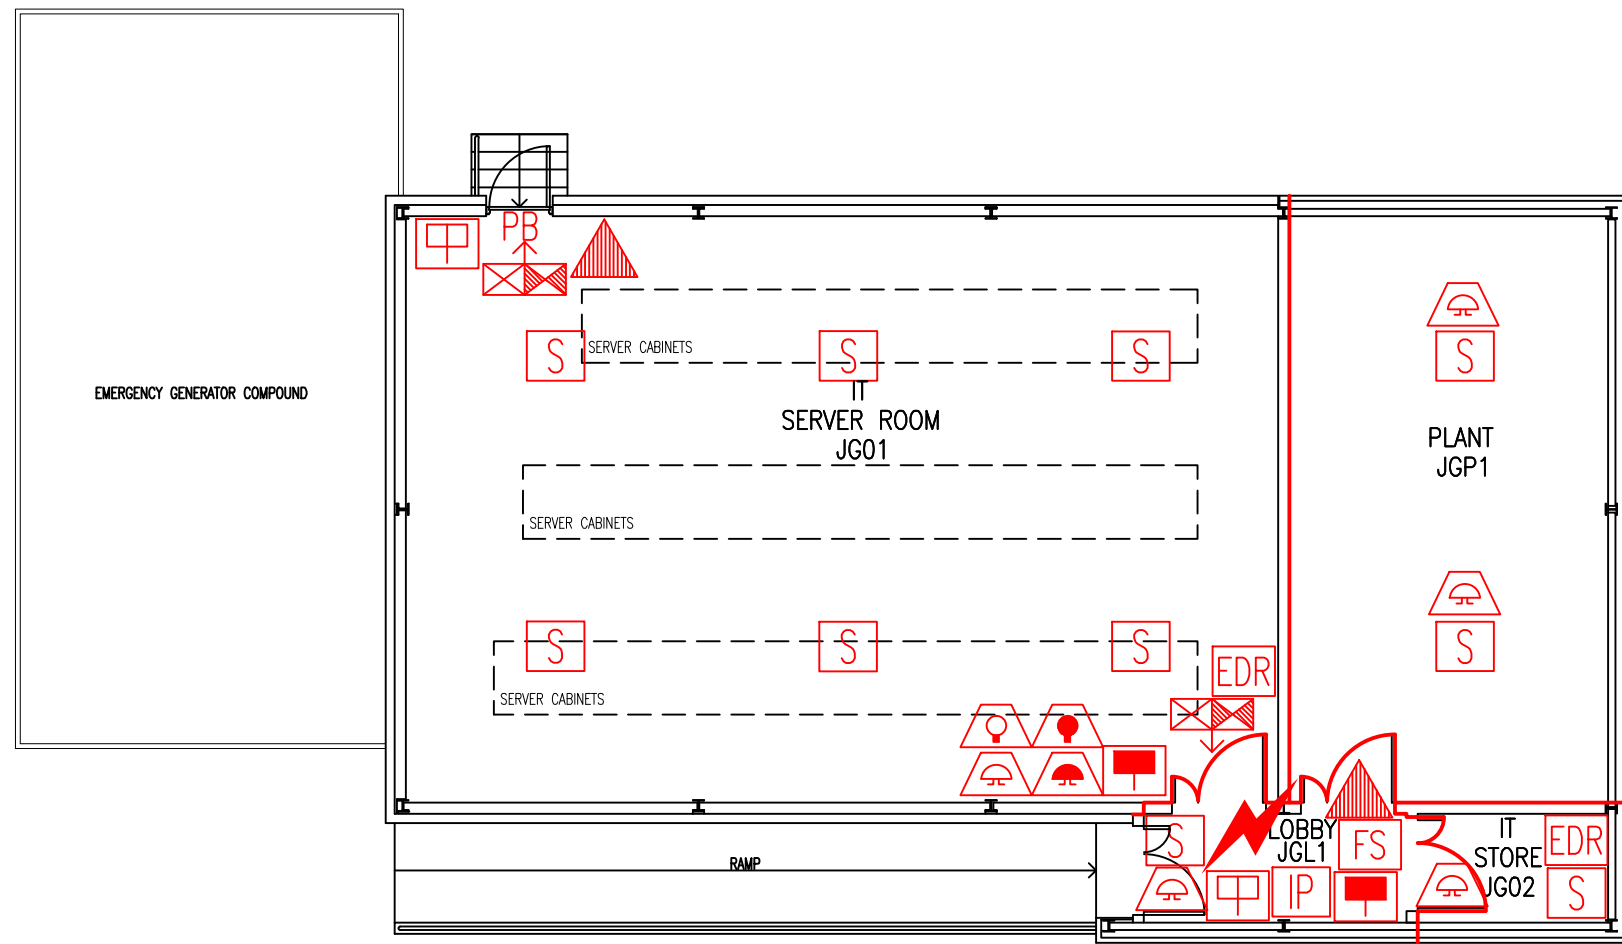 PB
S
SERVER CABINETS
S
S
S
EMERGENCY GENERATOR COMPOUND
IT
SERVER ROOM
JG01
PLANT
JGP1
SERVER CABINETS
S
S
S
S
EDR
SERVER CABINETS
S
LOBBY
JGL1
FS
IT
STORE
JG02
EDR
RAMP
IP
S